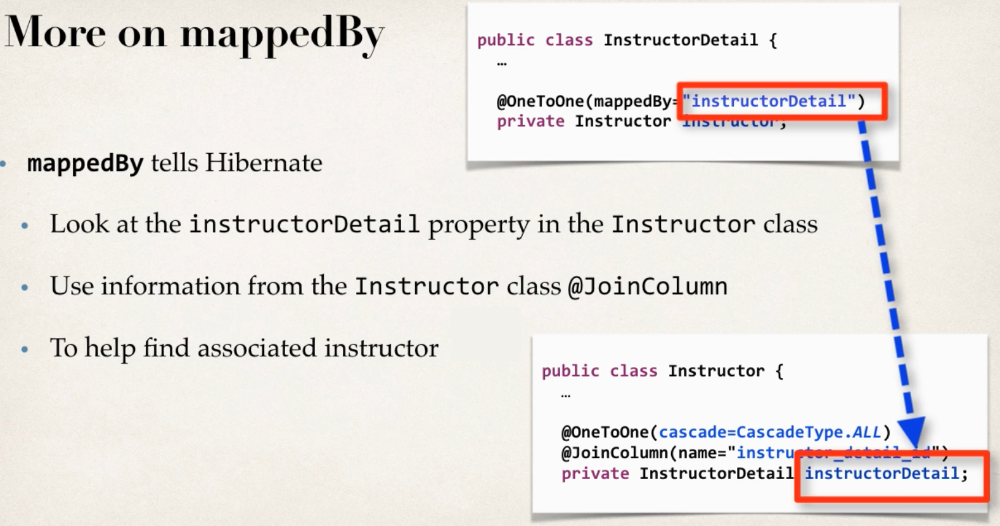 More on mappedBy
public class InstructorDetail {
…
@OneToOne(mappedBy="instructorDetail")
private Instructor instructor;
• mappedBy tells Hibernate
• Look at the instructorDetail property in the Instructor class
• Use information from the Instructor class @JoinColumn
• To help find associated instructor
public class Instructor {
…
@OneToOne(cascade=CascadeType.ALL)
@JoinColumn(name="instructor_detail_id")
private InstructorDetail instructorDetail;